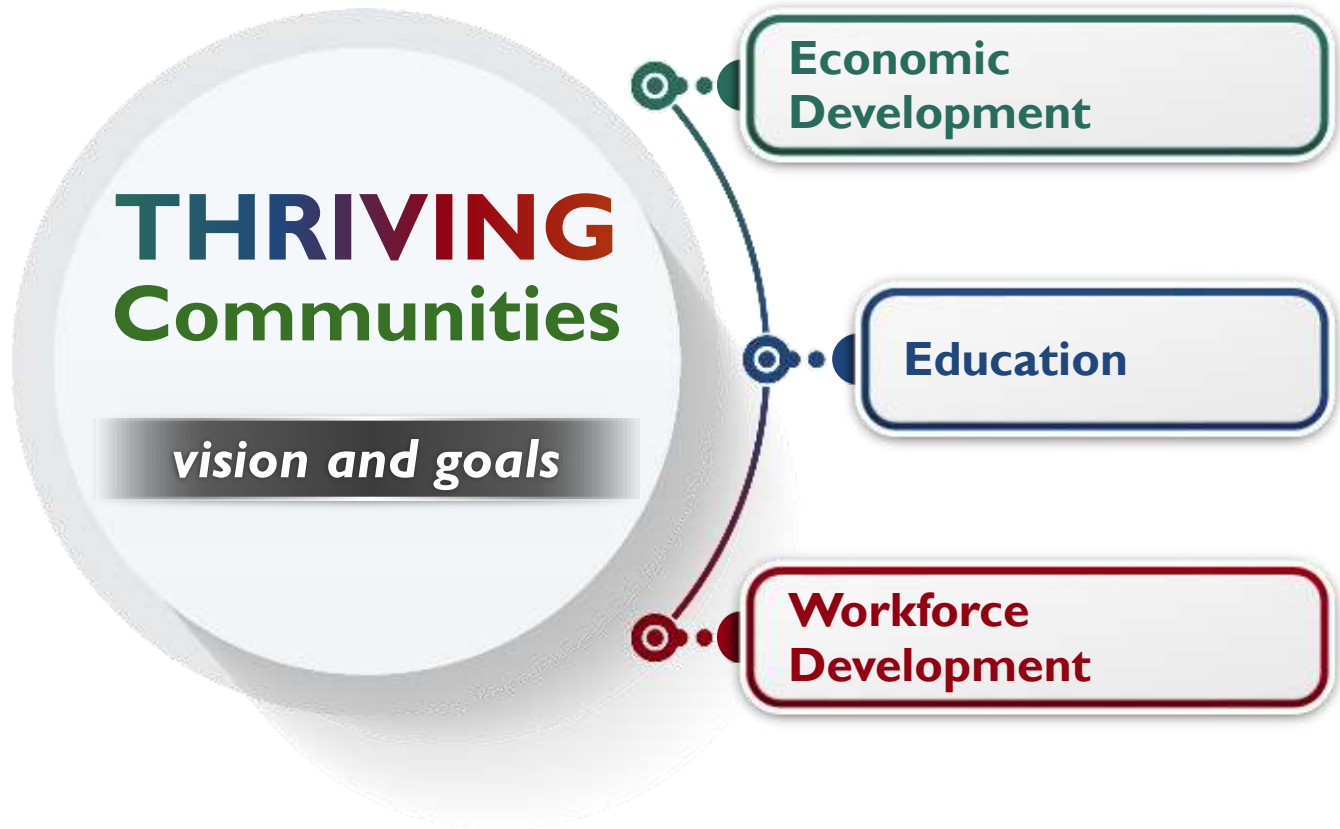 THRIVING
Communities
vision and goals
Economic
Development
Education
Workforce
Development